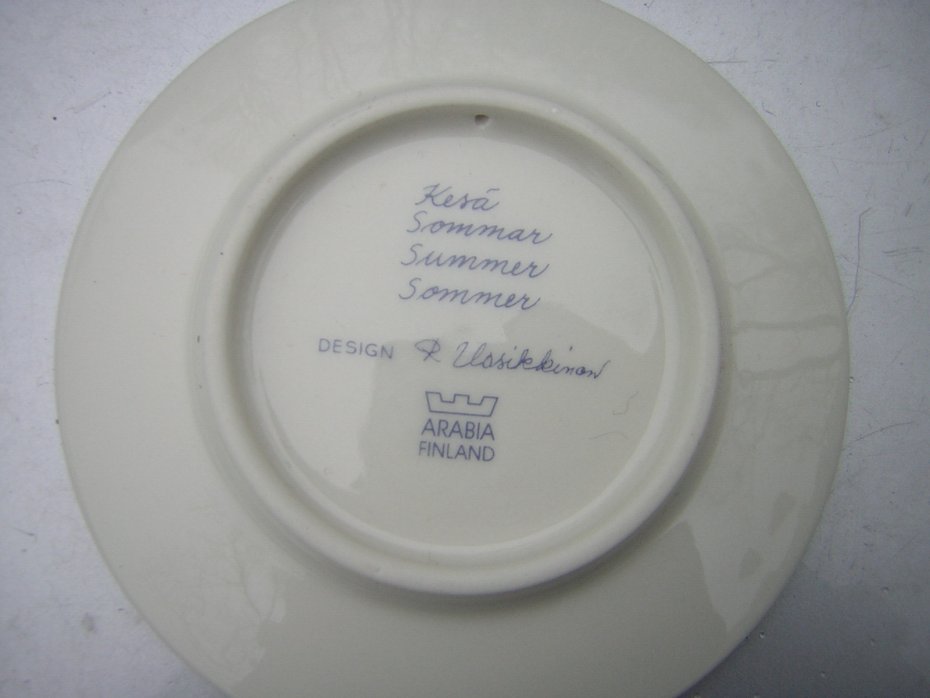 Kesä
Sommar
Summer
Sommer
DESIGN R Uosikkinen
ARABIA
FINLAND